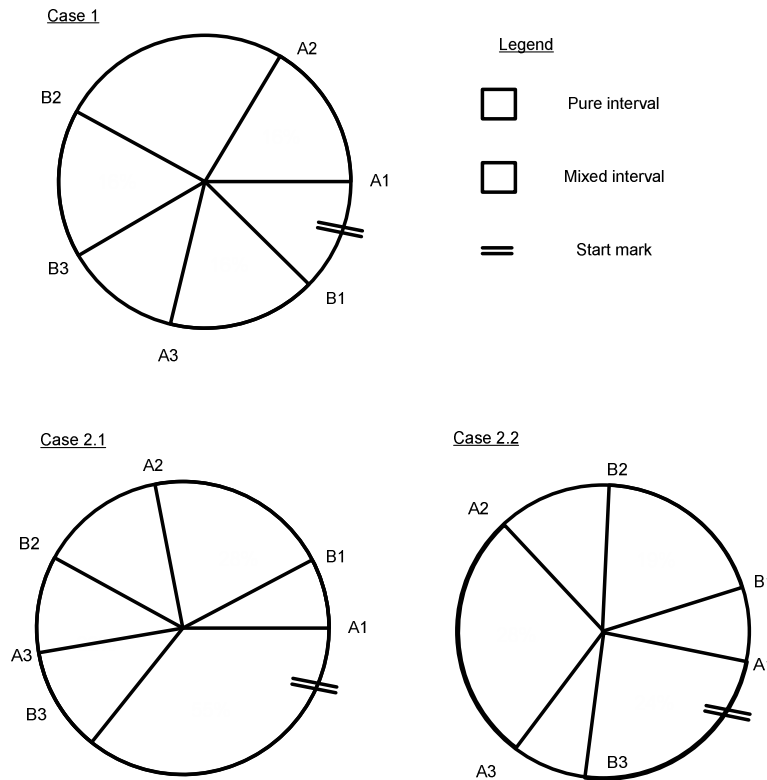 Case 1
A2
Legend
B2
Pure interval
A1
Mixed interval
Start mark
B3
B1
A3
Case 2.1
Case 2.2
A2
B2
A2
B2
B1
B
A1
A3
A
B3
B3
A3